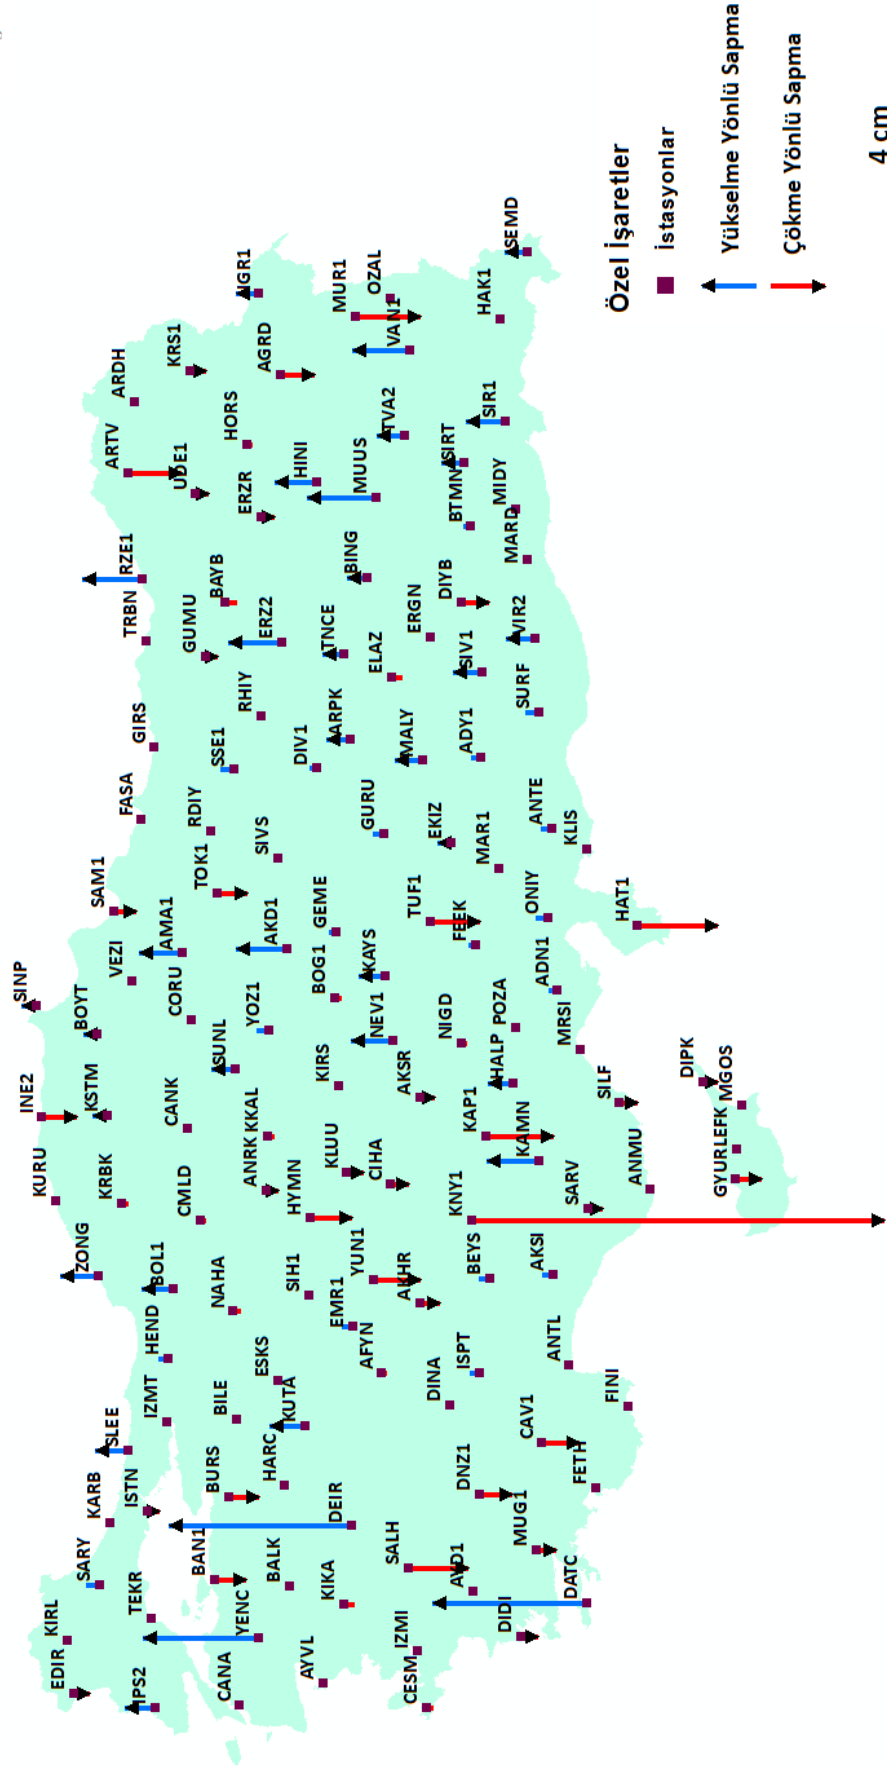 SINP
INE2
KURU
KIRL
EDIR
ZONG
BOYT
SARY
KSTM
KARB
SAM1
KRBK
SLEE
ARTV
VEZI
ARDH
RZE1
FASA
TRBN
ISTN
TEKR
IPS2
GIRS
IZMT
HEND
BOL1
AMA1
CANK
KRS1
CORU
UDE1
CMLD
GUMU
RDIY
BAN1
TOK1
BURS
BAYB
NAHA
SSE1
SUNL
BILE
CANA
HORS
YENC
ERZR
RHIY
ANRK KKAL
YOZ1
ESKS
SIVS
AGRD
ERZ2
HARC
AKD1
BALK
KUTA
SIH1
HYMN
HINI
DIV1
AYVL
BOG1
GEME
KIRS
KIKA
TNCE
KLUU
DEIR
ARPK
EMR1
MUR1
BING
YUN1
MUUS
AFYN
GURU
KAYS
CIHA
OZAL
ELAZ
NEV1
TVA2
SALH
VAN1
IZMI
AKHR
AKSR
MALY
CESM
TUF1
ERGN
DINA
EKIZ
NIGD
DIYB
SIRT
KNY1
BTMN
FEEK
DNZ1
ISPT
ADY1
SIV1
KAP1
BEYS
MAR1
HAK1
SIR1
HALP POZA
MIDY
DIDI
MARD
SEMD
MUG1
VIR2
KAMN
SURF
CAV1
ONIY
AKSI
ANTE
ADN1
ANTL
MRSI
DATC
SARV
KLIS
FETH
SILF
FINI
HAT1
ANMU
DIPK
GYURLEFK MGOS
Özel İşaretler
İstasyonlar
Yükselme Yönlü Sapma
Çökme Yönlü Sapma
4 cm